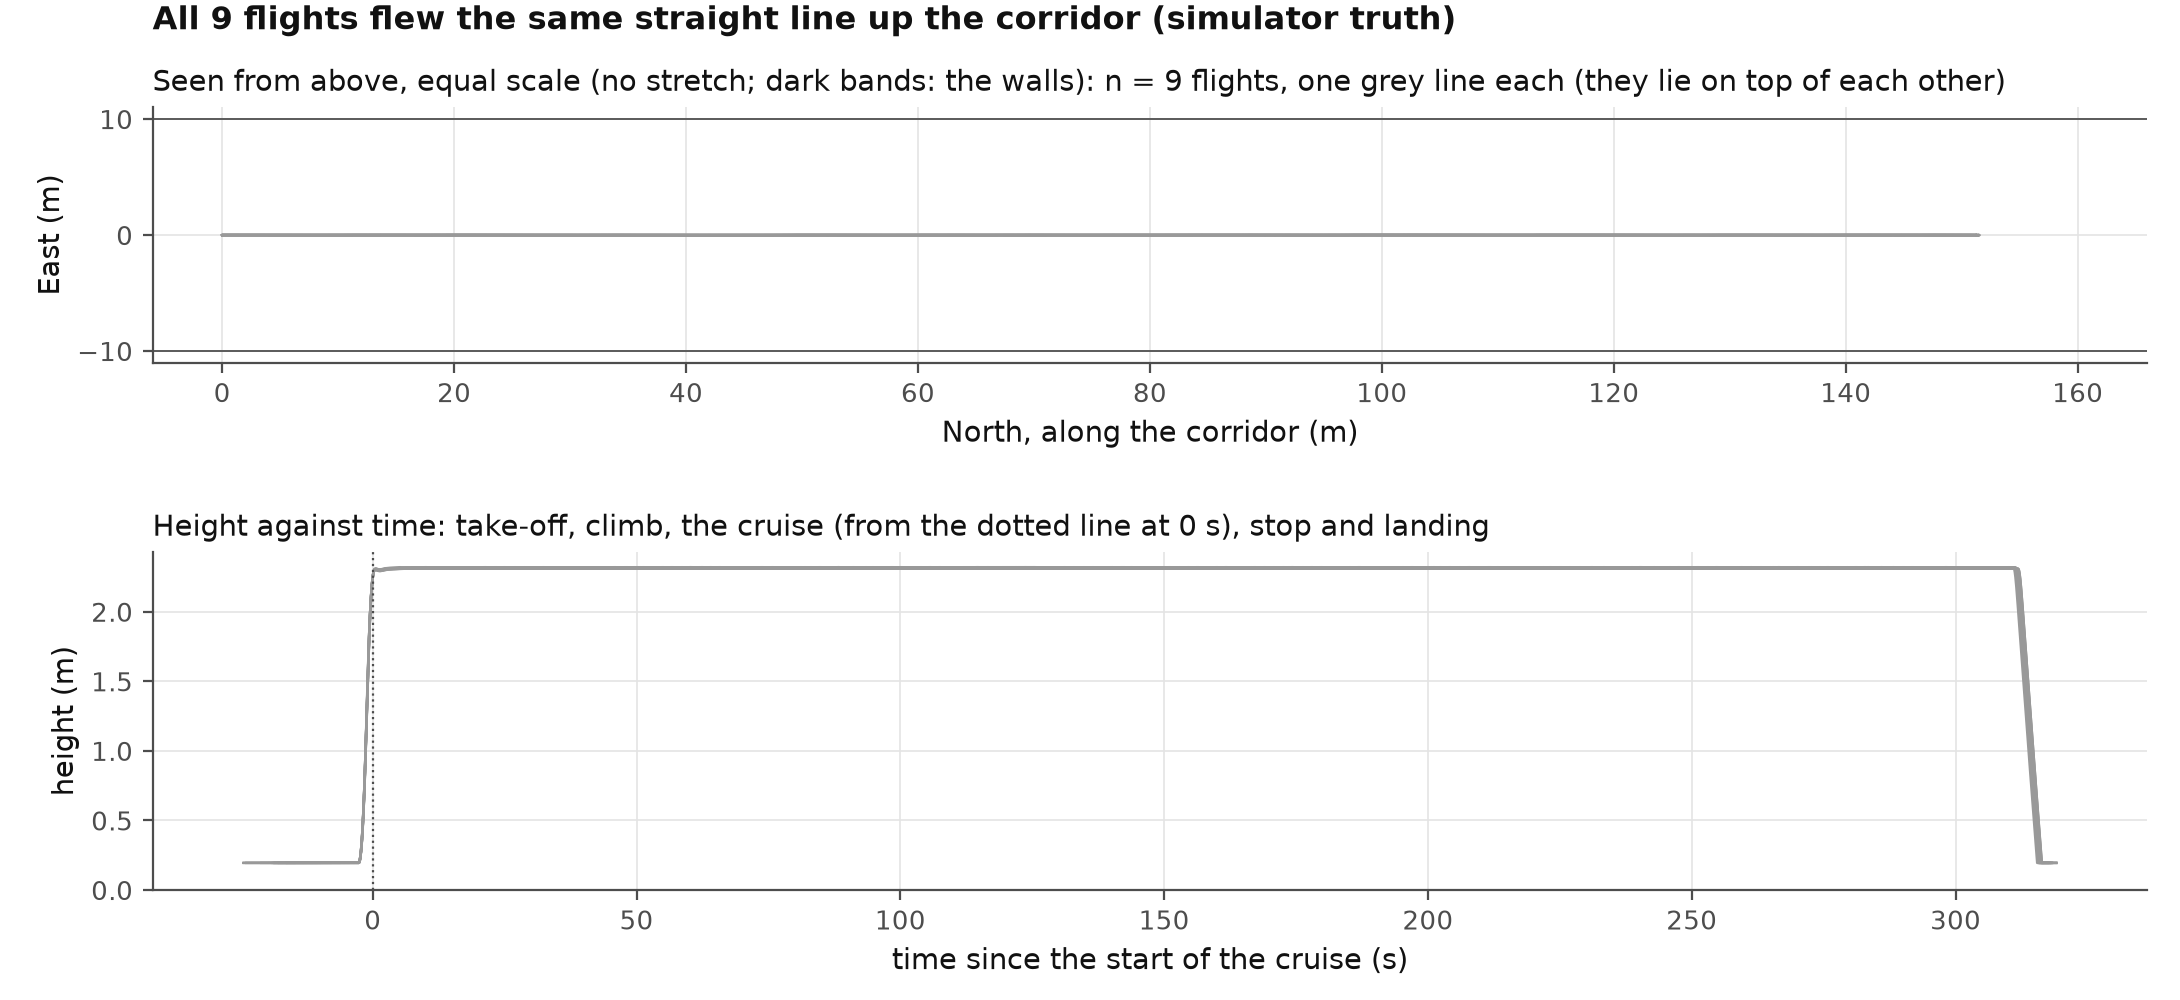 All 9 flights flew the same straight line up the corridor (simulator truth)
Seen from above, equal scale (no stretch; dark bands: the walls): n = 9 flights, one grey line each (they lie on top of each other)
10
0
−10
East (m)
0 20 40 60 80 100 120 140 160
North, along the corridor (m)
Height against time: take-off, climb, the cruise (from the dotted line at 0 s), stop and landing
2.0
1.5
1.0
0.5
0.0
height (m)
0 50 100 150 200 250 300
time since the start of the cruise (s)